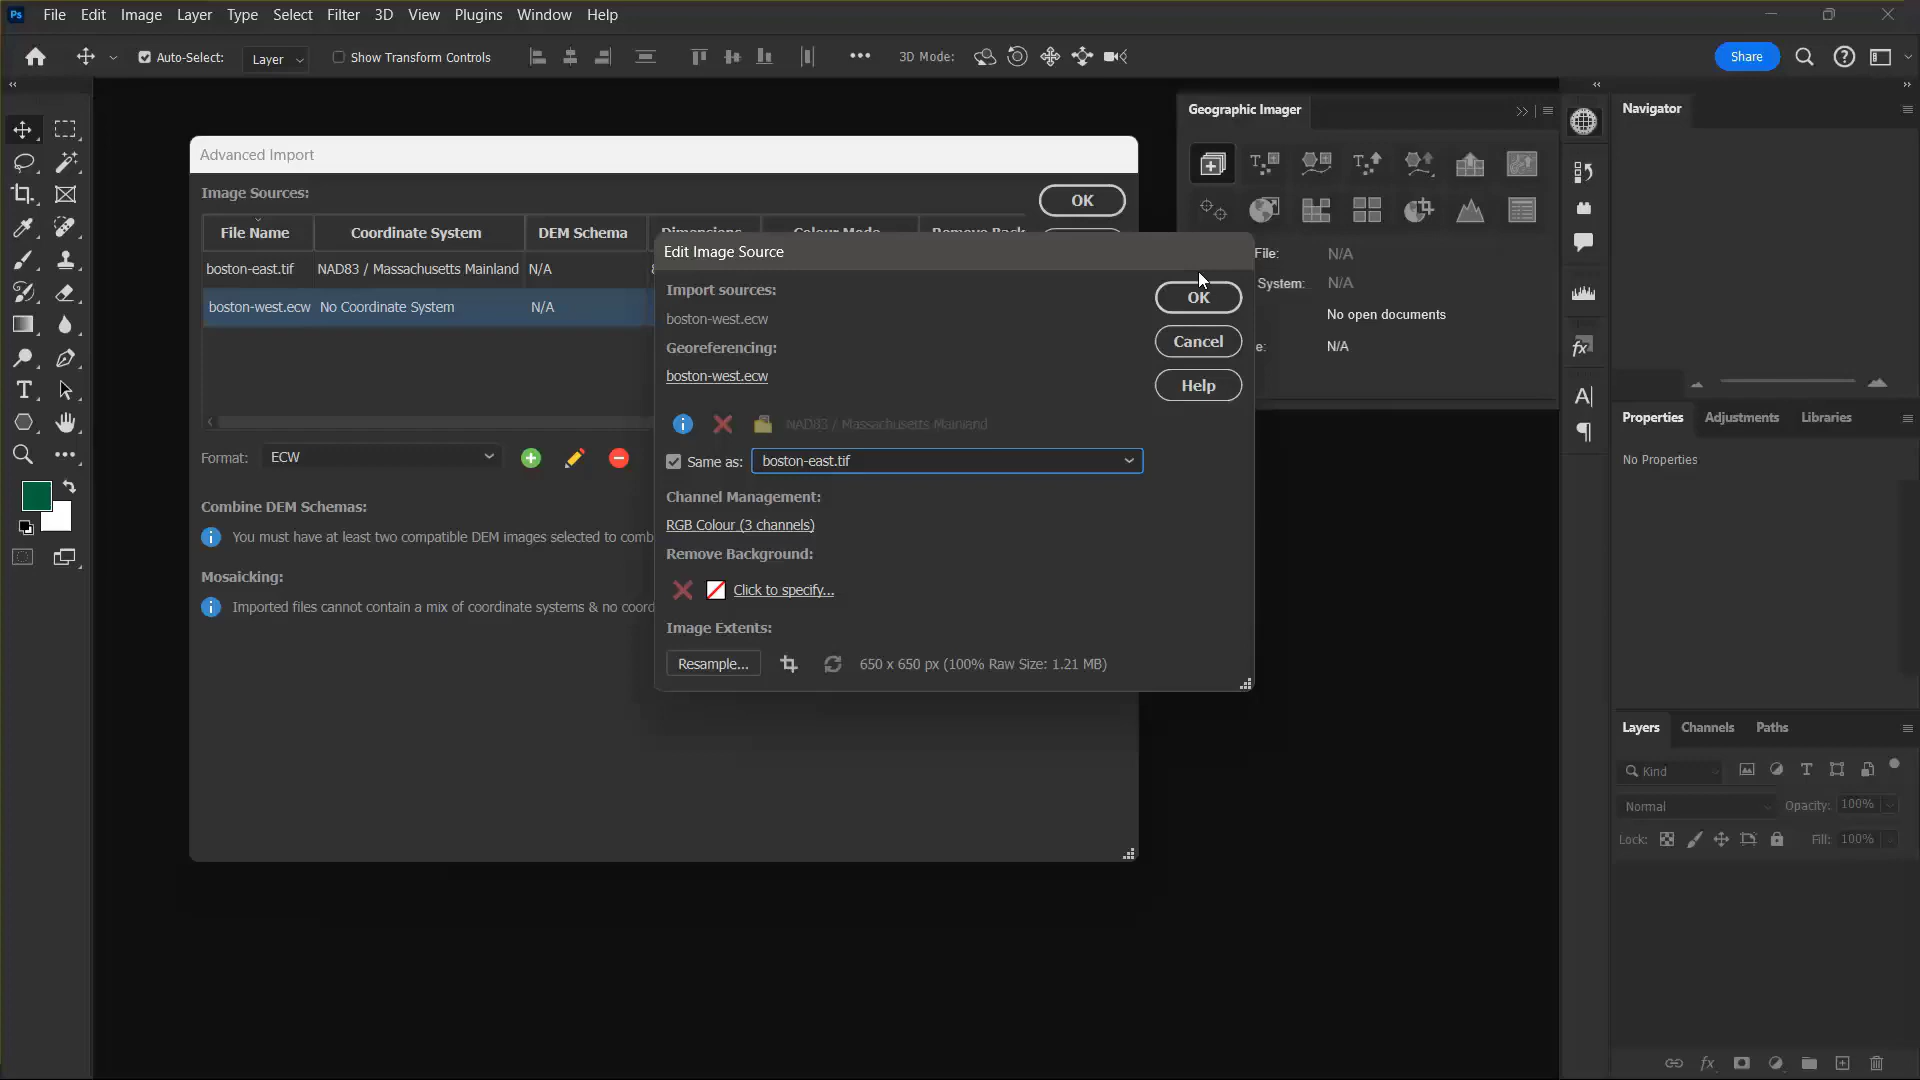 Ps File Edit Image Layer Type Select Filter 3D View Plugins Window Help
Auto-Select: Layer Show Transform Controls 3D Mode: Share
Geographic Imager
Navigator
Advanced Import
Image Sources:
OK
File Name Coordinate System DEM Schema Dimensions Colour Mode Remove Back
boston-east.tif NAD83 / Massachusetts Mainland N/A
boston-west.ecw No Coordinate System N/A
Format: ECW
Combine DEM Schemas:
You must have at least two compatible DEM images selected to comb
Mosaicking:
Imported files cannot contain a mix of coordinate systems & no coord
Edit Image Source
Import sources:
boston-west.ecw
Georeferencing:
boston-west.ecw
NAD83 / Massachusetts Mainland
Same as: boston-east.tif
Channel Management:
RGB Colour (3 channels)
Remove Background:
Click to specify...
Image Extents:
Resample... 650 x 650 px (100% Raw Size: 1.21 MB)
OK
Cancel
Help
File: N/A
System: N/A
No open documents
e: N/A
Properties Adjustments Libraries
No Properties
Layers Channels Paths
Kind
Normal Opacity: 100%
Lock: Fill: 100%